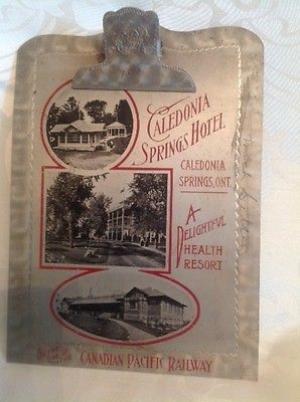 CALEDONIA
SPRINGS HOTEL
CALEDONIA
SPRINGS, ONT.
A
DELIGHTFUL
HEALTH
RESORT
CANADIAN PACIFIC RAILWAY